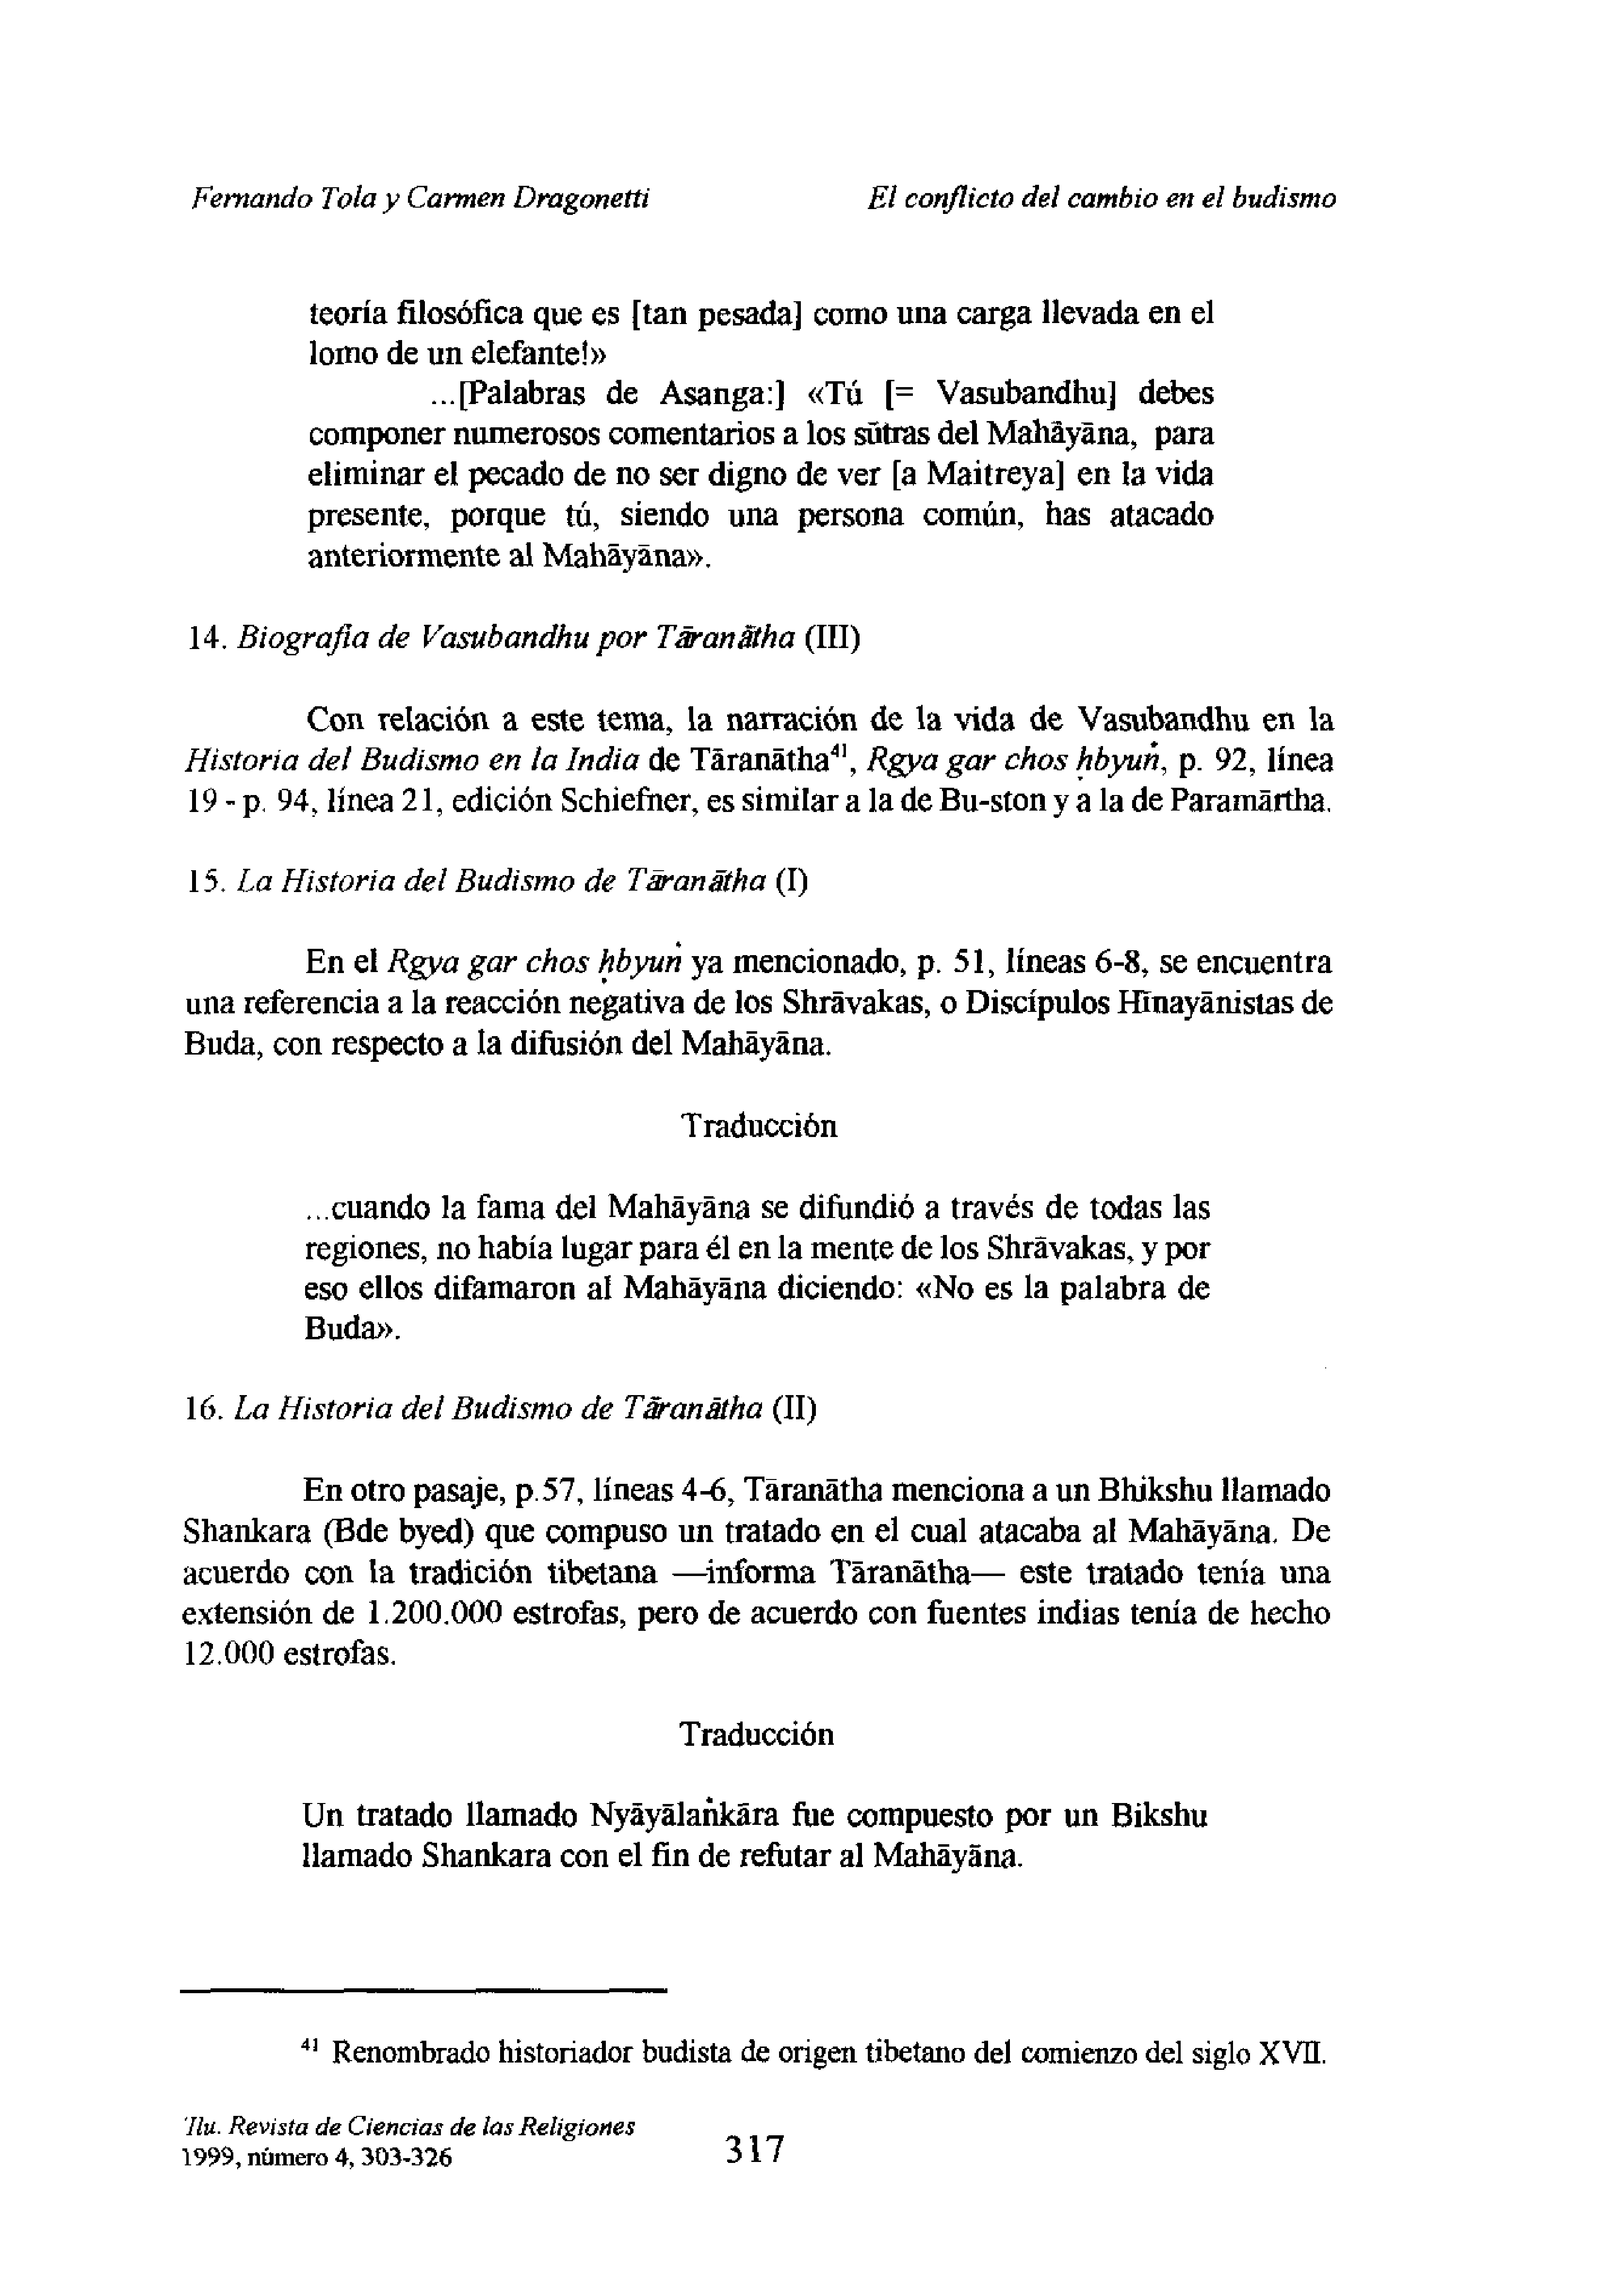 Fernando Tola y Carmen Dragonetti El conflicto del cambio en el budismo
teoría filosófica que es [tan pesada] como una carga llevada en el
lomo de un elefante!»
...[Palabras de Asanga:] «Tú [= Vasubandhu] debes
componer numerosos comentarios a los sūtras del Mahāyāna, para
eliminar el pecado de no ser digno de ver [a Maitreya] en la vida
presente, porque tú, siendo una persona común, has atacado
anteriormente al Mahāyāna».
14. Biografía de Vasubandhu por Tāranātha (III)
Con relación a este tema, la narración de la vida de Vasubandhu en la
Historia del Budismo en la India de Tāranātha⁴¹, Rgya gar chos ḥbyuṅ, p. 92, línea
19 - p. 94, línea 21, edición Schiefner, es similar a la de Bu-ston y a la de Paramārtha.
15. La Historia del Budismo de Tāranātha (I)
En el Rgya gar chos ḥbyuṅ ya mencionado, p. 51, líneas 6-8, se encuentra
una referencia a la reacción negativa de los Shrāvakas, o Discípulos Hīnayānistas de
Buda, con respecto a la difusión del Mahāyāna.
Traducción
...cuando la fama del Mahāyāna se difundió a través de todas las
regiones, no había lugar para él en la mente de los Shrāvakas, y por
eso ellos difamaron al Mahāyāna diciendo: «No es la palabra de
Buda».
16. La Historia del Budismo de Tāranātha (II)
En otro pasaje, p.57, líneas 4-6, Tāranātha menciona a un Bhikshu llamado
Shankara (Bde byed) que compuso un tratado en el cual atacaba al Mahāyāna. De
acuerdo con la tradición tibetana —informa Tāranātha— este tratado tenía una
extensión de 1.200.000 estrofas, pero de acuerdo con fuentes indias tenía de hecho
12.000 estrofas.
Traducción
Un tratado llamado Nyāyālaṅkāra fue compuesto por un Bikshu
llamado Shankara con el fin de refutar al Mahāyāna.
⁴¹ Renombrado historiador budista de origen tibetano del comienzo del siglo XVII.
'Ilu. Revista de Ciencias de las Religiones
1999, número 4, 303-326 317